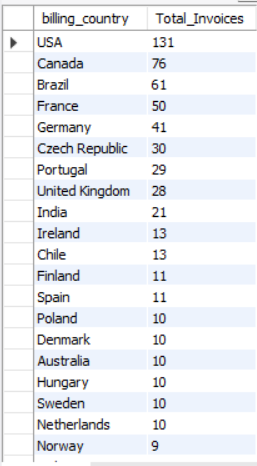 billing_country Total_Invoices
USA 131
Canada 76
Brazil 61
France 50
Germany 41
Czech Republic 30
Portugal 29
United Kingdom 28
India 21
Ireland 13
Chile 13
Finland 11
Spain 11
Poland 10
Denmark 10
Australia 10
Hungary 10
Sweden 10
Netherlands 10
Norway 9